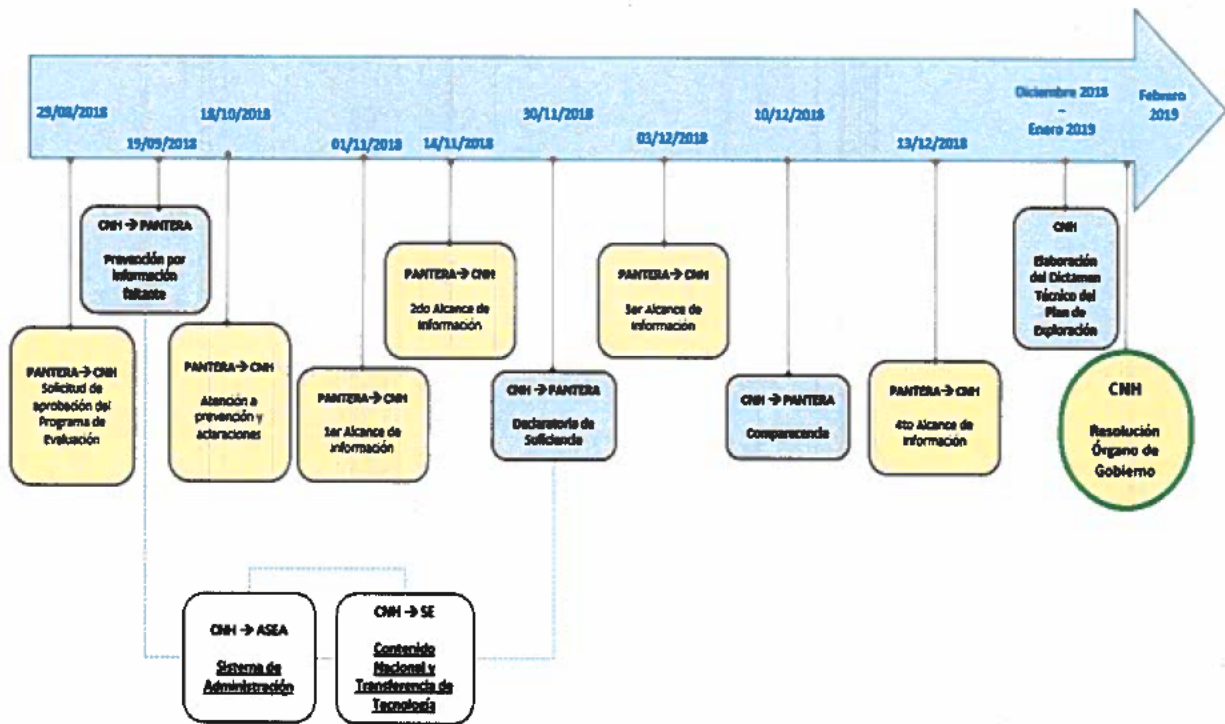 29/08/2018
19/09/2018
18/10/2018
01/11/2018
14/11/2018
30/11/2018
03/12/2018
10/12/2018
13/12/2018
Diciembre 2018
–
Enero 2019
Febrero
2019
CNH → PANTERA
Prevención por
información
faltante
PANTERA → CNH
Solicitud de
aprobación del
Programa de
Evaluación
PANTERA → CNH
Atención a
prevención y
aclaraciones
PANTERA → CNH
1er Alcance de
Información
PANTERA → CNH
2do Alcance de
Información
CNH → PANTERA
Declaratoria de
Suficiencia
PANTERA → CNH
3er Alcance de
Información
CNH → PANTERA
Comparecencia
PANTERA → CNH
4to Alcance de
Información
CNH
Elaboración
del Dictamen
Técnico del
Plan de
Exploración
CNH
Resolución
Órgano de
Gobierno
CNH → ASEA
Sistema de
Administración
CNH → SE
Contenido
Nacional y
Transferencia de
Tecnología